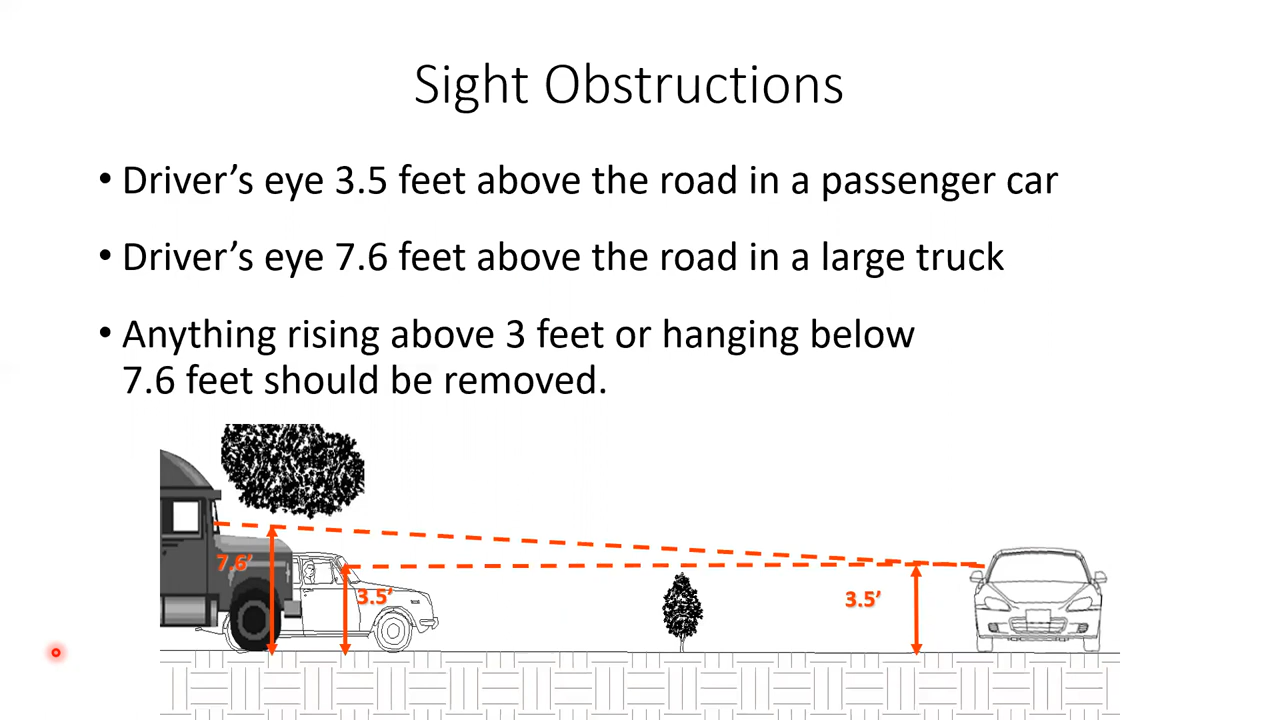 Sight Obstructions
• Driver’s eye 3.5 feet above the road in a passenger car
• Driver’s eye 7.6 feet above the road in a large truck
• Anything rising above 3 feet or hanging below
7.6 feet should be removed.
7.6’
3.5’
3.5’